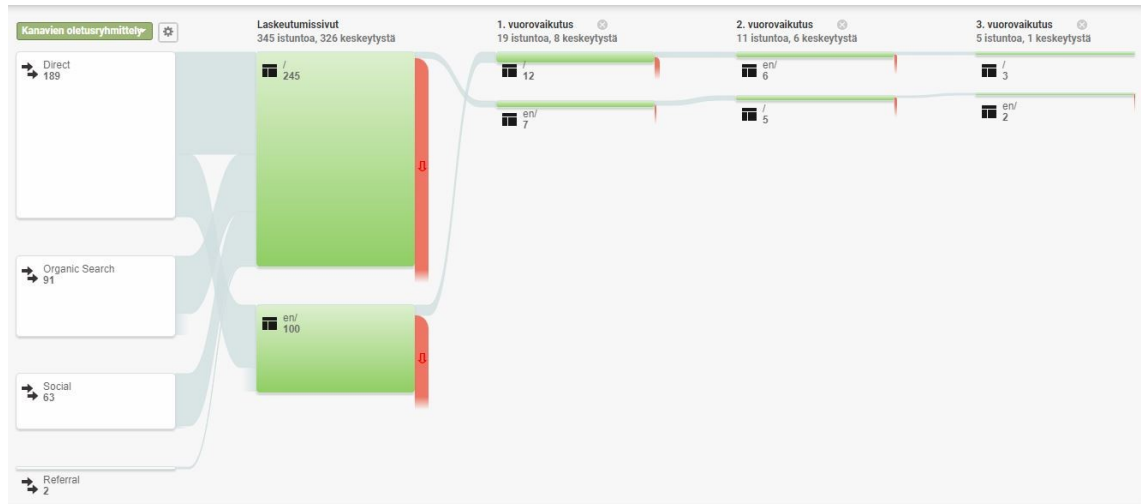 Kanavien oletusryhmittely
Laskeutumissivut
345 istuntoa, 326 keskeytystä
1. vuorovaikutus
19 istuntoa, 8 keskeytystä
2. vuorovaikutus
11 istuntoa, 6 keskeytystä
3. vuorovaikutus
5 istuntoa, 1 keskeytystä
Direct
189
Organic Search
91
Social
63
Referral
2
/
245
en/
100
/
12
en/
7
en/
6
/
5
/
3
en/
2